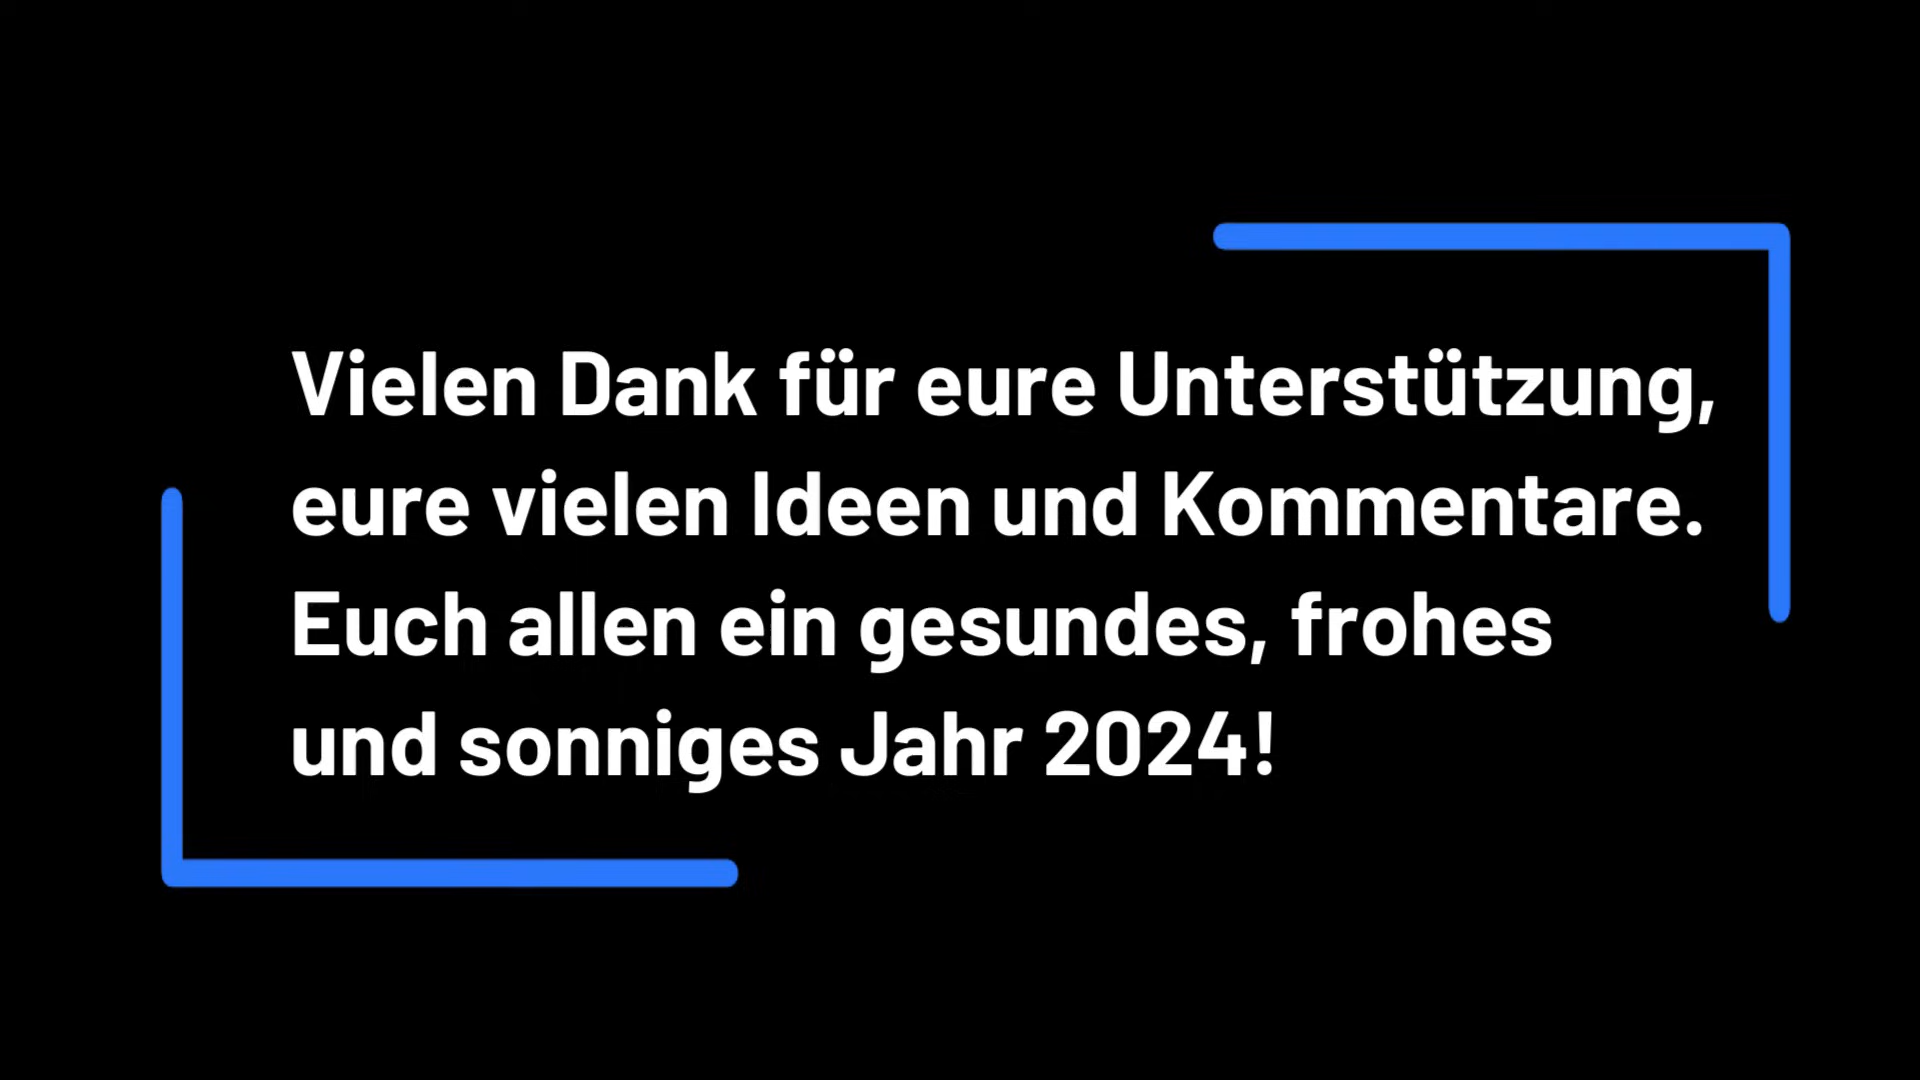 Vielen Dank für eure Unterstützung,
eure vielen Ideen und Kommentare.
Euch allen ein gesundes, frohes
und sonniges Jahr 2024!